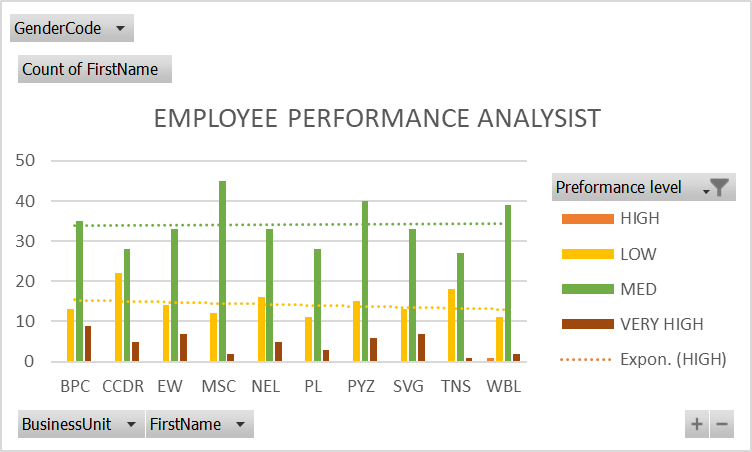 GenderCode
Count of FirstName
EMPLOYEE PERFORMANCE ANALYSIST
50
40
30
20
10
0
BPC CCDR EW MSC NEL PL PYZ SVG TNS WBL
Preformance level
HIGH
LOW
MED
VERY HIGH
Expon. (HIGH)
BusinessUnit FirstName
+ −